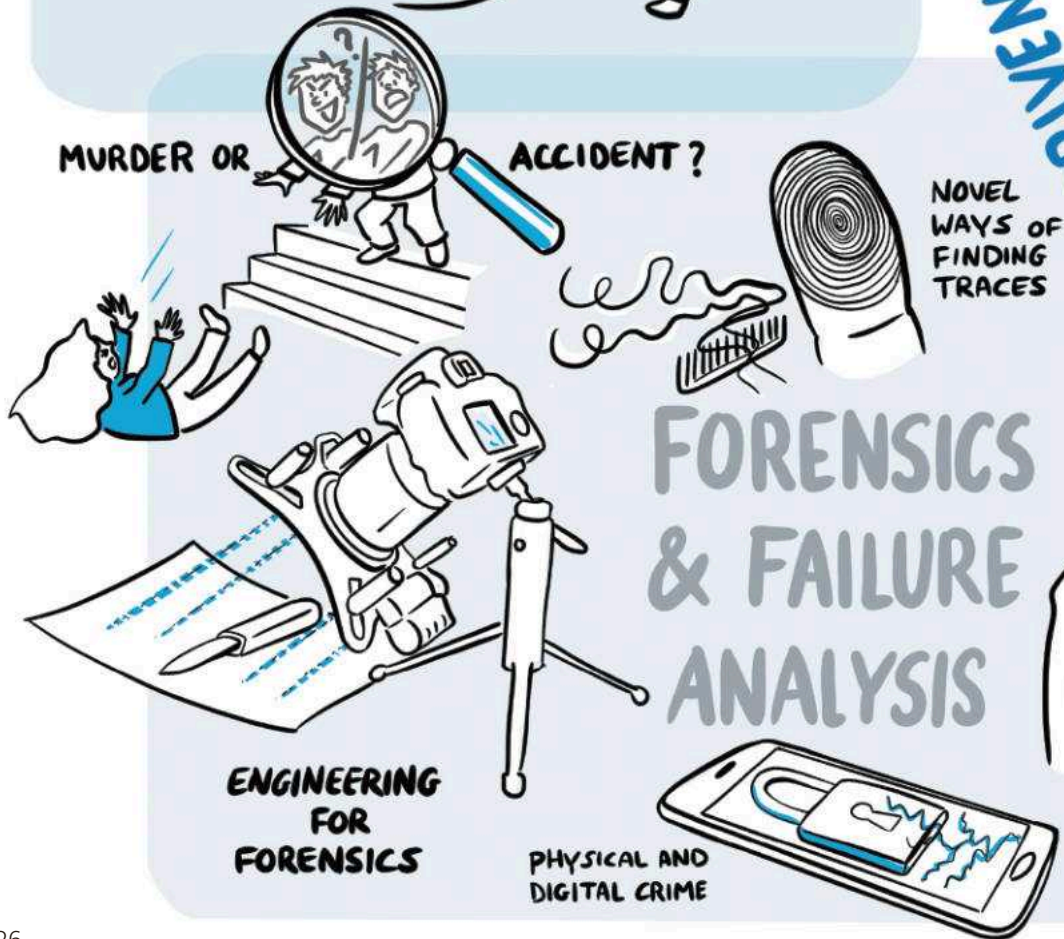 MURDER OR ACCIDENT?
NOVEL
WAYS OF
FINDING
TRACES
FORENSICS
& FAILURE
ANALYSIS
ENGINEERING
FOR
FORENSICS
PHYSICAL AND
DIGITAL CRIME